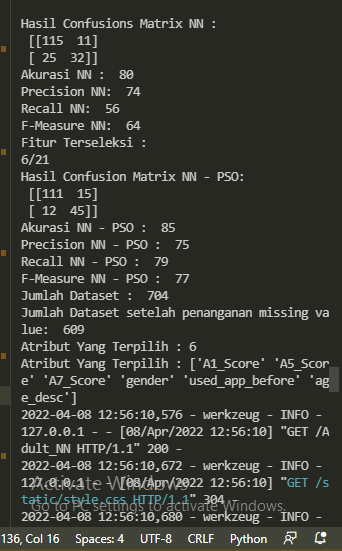 Hasil Confusions Matrix NN :
[[115 11]
[ 25 32]]
Akurasi NN : 80
Precision NN: 74
Recall NN: 56
F-Measure NN: 64
Fitur Terseleksi :
6/21
Hasil Confusion Matrix NN - PSO:
[[111 15]
[ 12 45]]
Akurasi NN - PSO : 85
Precision NN - PSO : 75
Recall NN - PSO : 79
F-Measure NN - PSO : 77
Jumlah Dataset : 704
Jumlah Dataset setelah penanganan missing va
lue: 609
Atribut Yang Terpilih : 6
Atribut Yang Terpilih : ['A1_Score' 'A5_Scor
e' 'A7_Score' 'gender' 'used_app_before' 'ag
e_desc']
2022-04-08 12:56:10,576 - werkzeug - INFO -
127.0.0.1 - - [08/Apr/2022 12:56:10] "GET /A
dult_NN HTTP/1.1" 200 -
2022-04-08 12:56:10,672 - werkzeug - INFO -
127.0.0.1 - - [08/Apr/2022 12:56:10] "GET /s
tatic/style.css HTTP/1.1" 304
2022-04-08 12:56:10,680 - werkzeug - INFO -
Activate Windows
Go to PC settings to activate Windows.
136, Col 16 Spaces: 4 UTF-8 CRLF Python